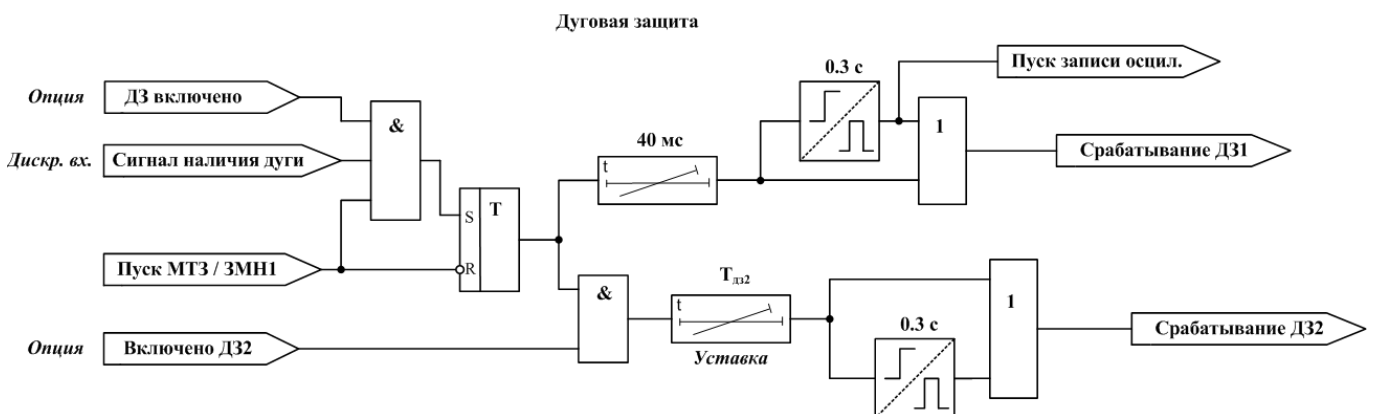 Дуговая защита
Пуск записи осцил.
0.3 с
Опция
ДЗ включено
&
1
40 мс
Дискр. вх.
Сигнал наличия дуги
Срабатывание ДЗ1
t
S
T
Пуск МТЗ / ЗМН1
R
&
Тдз2
1
t
Срабатывание ДЗ2
0.3 с
Опция
Включено ДЗ2
Уставка